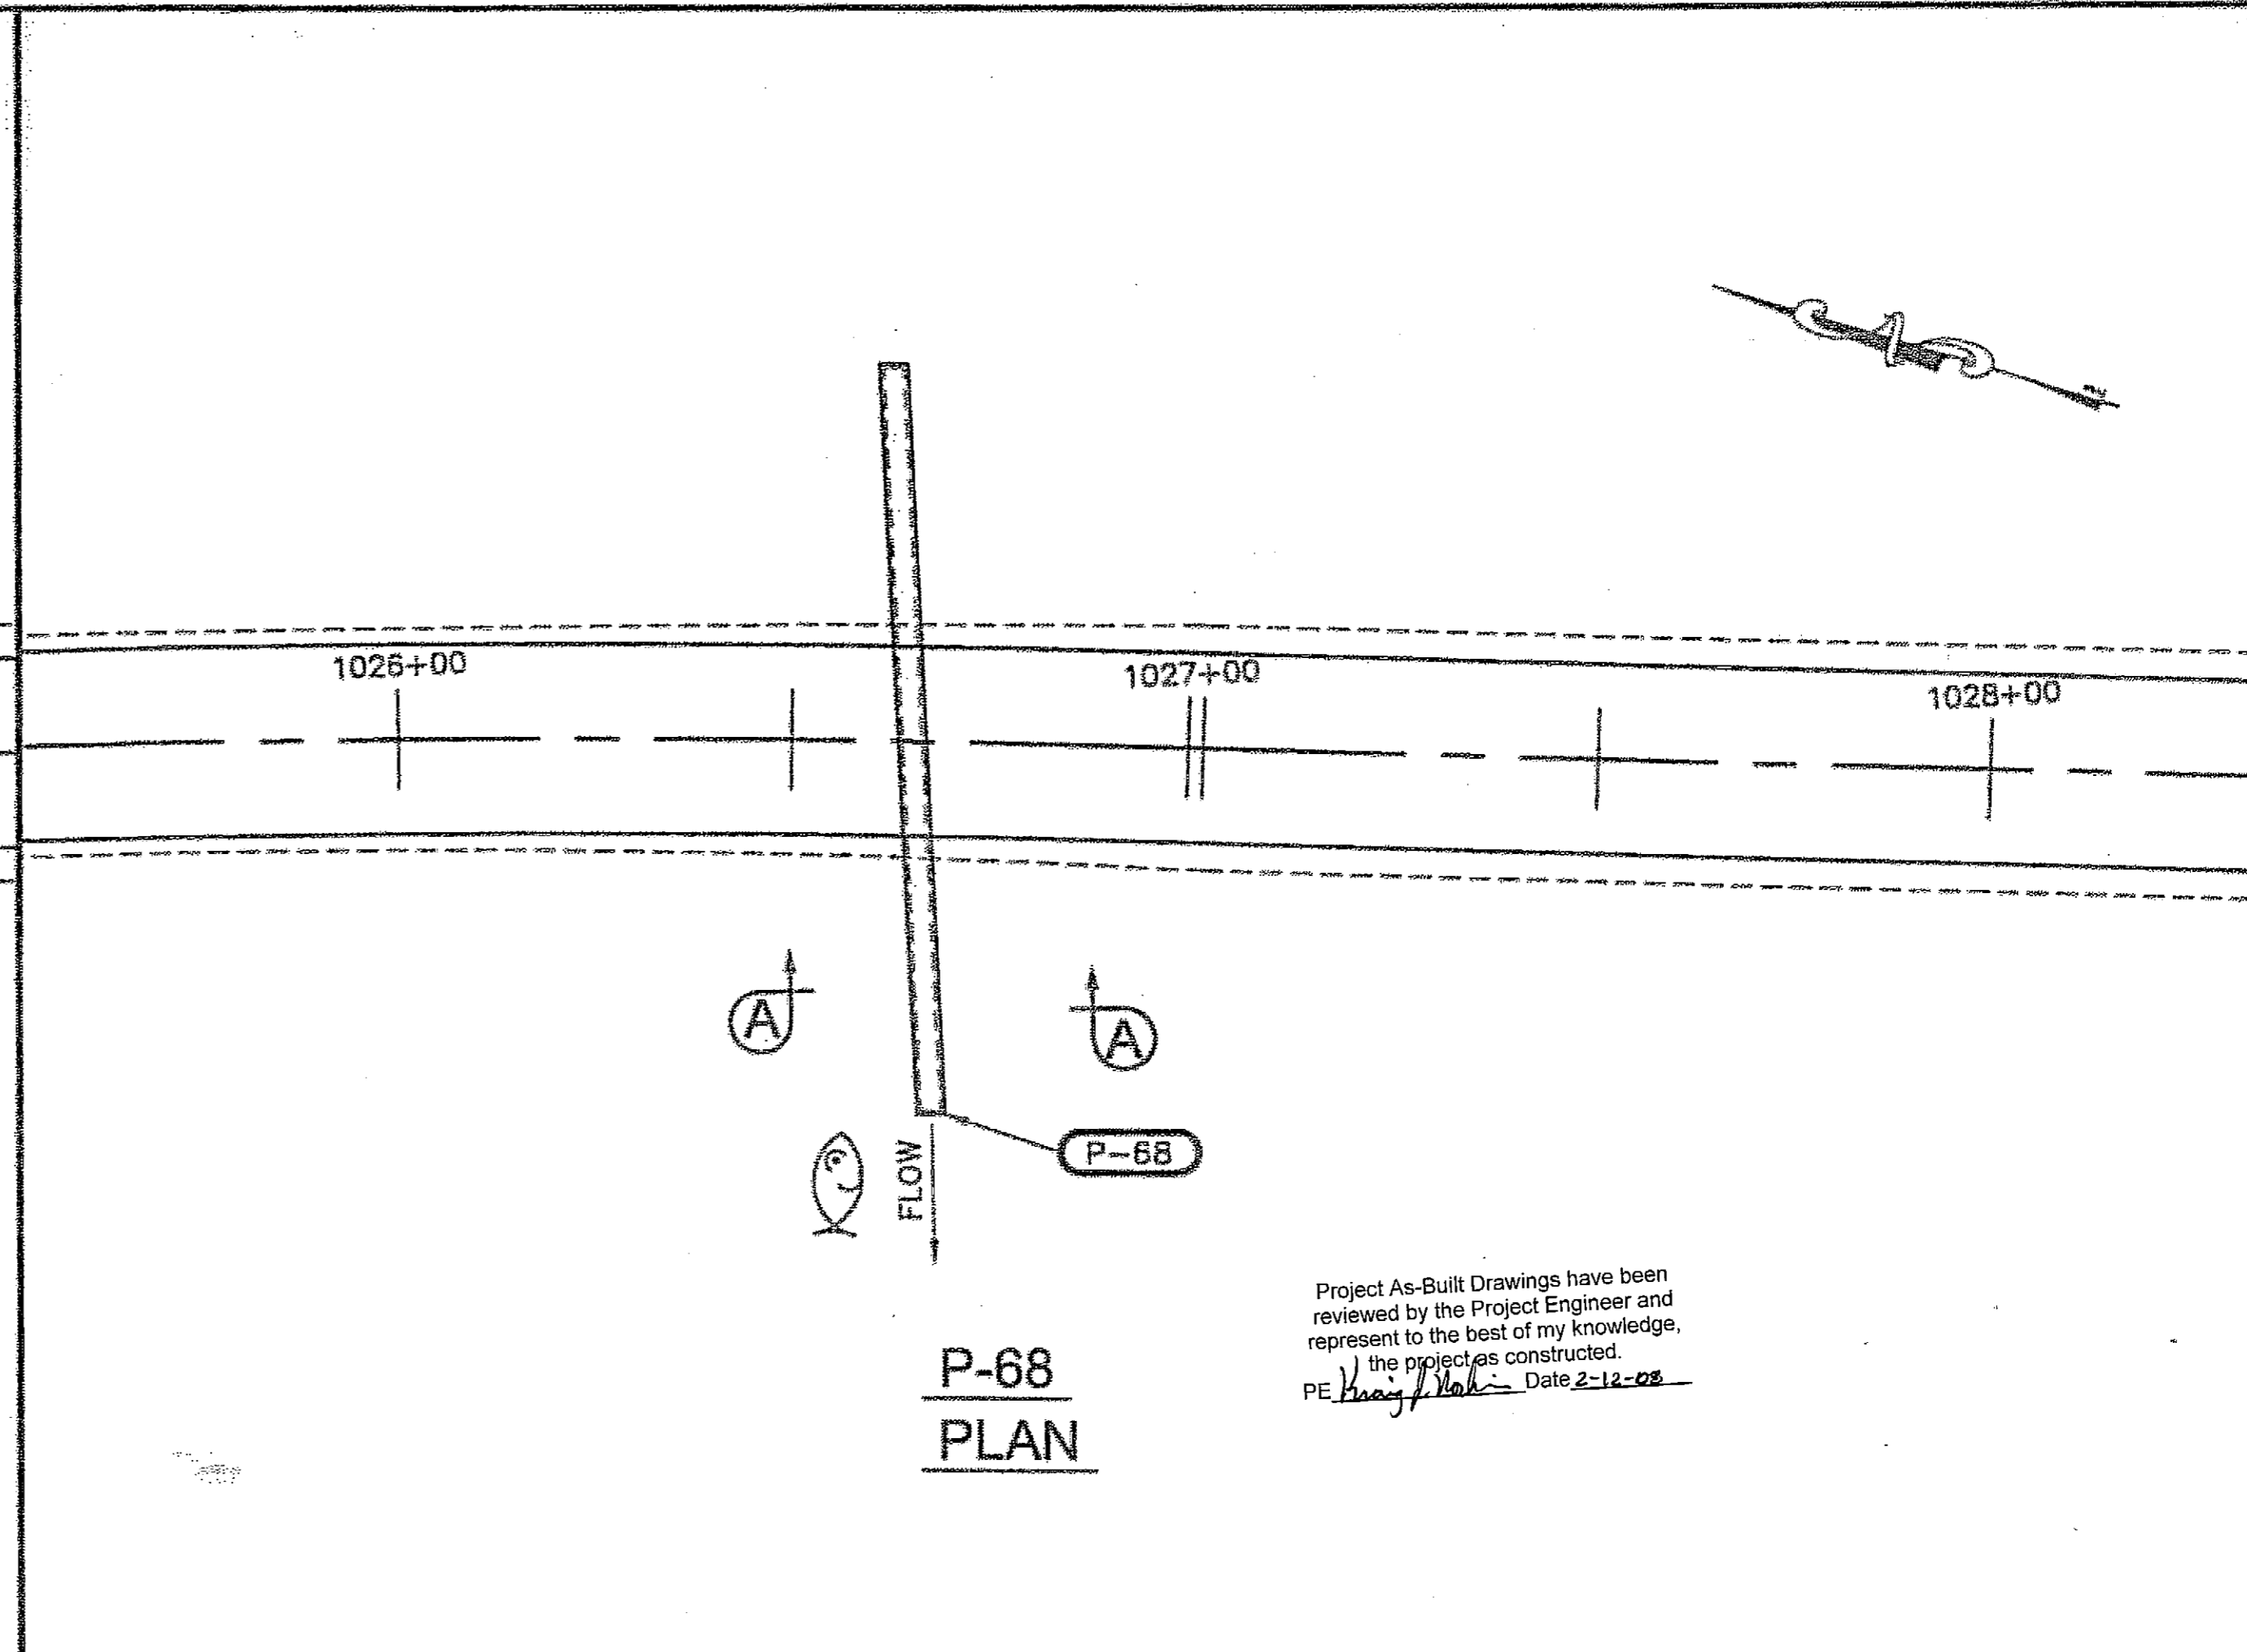 1026+00
1027+00
1028+00
A
A
P-68
FLOW
P-68
PLAN
Project As-Built Drawings have been
reviewed by the Project Engineer and
represent to the best of my knowledge,
the project as constructed.
PE Date 2-12-08